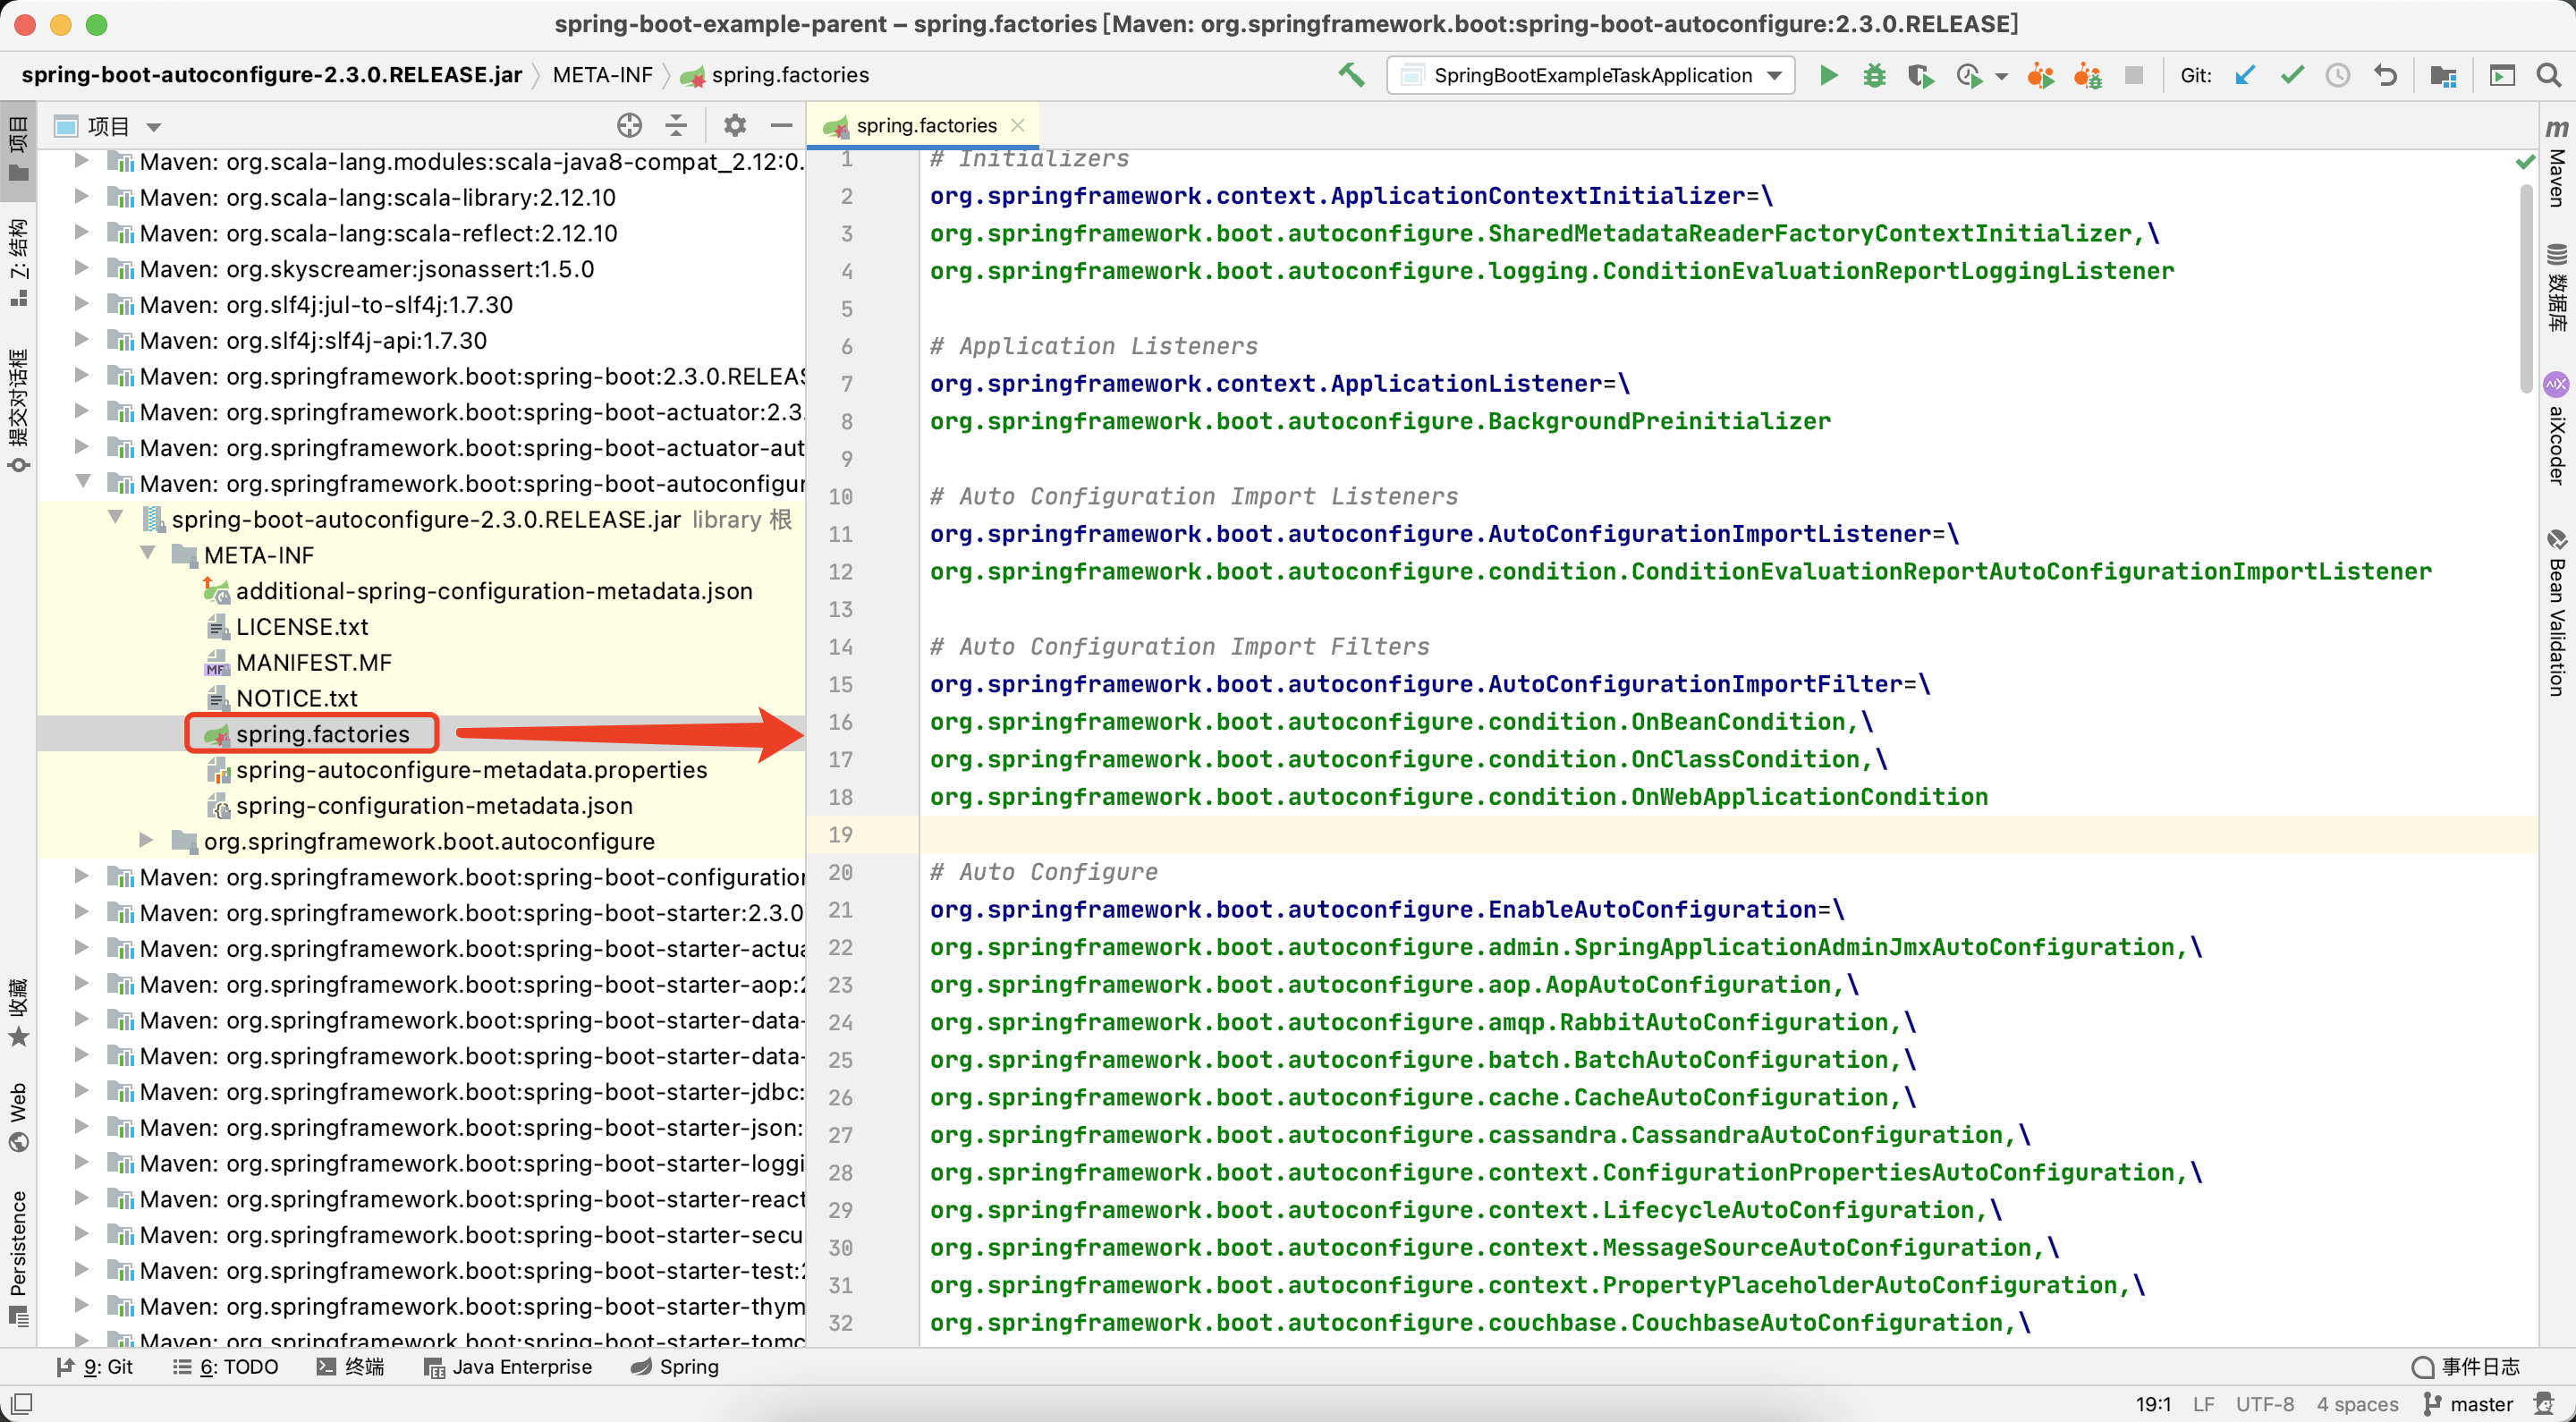 spring-boot-example-parent – spring.factories [Maven: org.springframework.boot:spring-boot-autoconfigure:2.3.0.RELEASE]
spring-boot-autoconfigure-2.3.0.RELEASE.jar META-INF spring.factories
SpringBootExampleTaskApplication
Git:
项目
Z: 结构
提交对话框
收藏
Web
Persistence
项目
Maven: org.scala-lang.modules:scala-java8-compat_2.12:0.
Maven: org.scala-lang:scala-library:2.12.10
Maven: org.scala-lang:scala-reflect:2.12.10
Maven: org.skyscreamer:jsonassert:1.5.0
Maven: org.slf4j:jul-to-slf4j:1.7.30
Maven: org.slf4j:slf4j-api:1.7.30
Maven: org.springframework.boot:spring-boot:2.3.0.RELEAS
Maven: org.springframework.boot:spring-boot-actuator:2.3.
Maven: org.springframework.boot:spring-boot-actuator-aut
Maven: org.springframework.boot:spring-boot-autoconfigur
spring-boot-autoconfigure-2.3.0.RELEASE.jar library 根
META-INF
additional-spring-configuration-metadata.json
LICENSE.txt
MF MANIFEST.MF
NOTICE.txt
spring.factories
spring-autoconfigure-metadata.properties
spring-configuration-metadata.json
org.springframework.boot.autoconfigure
Maven: org.springframework.boot:spring-boot-configuration
Maven: org.springframework.boot:spring-boot-starter:2.3.0
Maven: org.springframework.boot:spring-boot-starter-actua
Maven: org.springframework.boot:spring-boot-starter-aop:2
Maven: org.springframework.boot:spring-boot-starter-data-
Maven: org.springframework.boot:spring-boot-starter-data-
Maven: org.springframework.boot:spring-boot-starter-jdbc:
Maven: org.springframework.boot:spring-boot-starter-json:
Maven: org.springframework.boot:spring-boot-starter-loggi
Maven: org.springframework.boot:spring-boot-starter-react
Maven: org.springframework.boot:spring-boot-starter-secu
Maven: org.springframework.boot:spring-boot-starter-test:2
Maven: org.springframework.boot:spring-boot-starter-thym
Maven: org.springframework.boot:spring-boot-starter-tomc
spring.factories
1 # Initializers
2 org.springframework.context.ApplicationContextInitializer=\
3 org.springframework.boot.autoconfigure.SharedMetadataReaderFactoryContextInitializer,\
4 org.springframework.boot.autoconfigure.logging.ConditionEvaluationReportLoggingListener
5
6 # Application Listeners
7 org.springframework.context.ApplicationListener=\
8 org.springframework.boot.autoconfigure.BackgroundPreinitializer
9
10 # Auto Configuration Import Listeners
11 org.springframework.boot.autoconfigure.AutoConfigurationImportListener=\
12 org.springframework.boot.autoconfigure.condition.ConditionEvaluationReportAutoConfigurationImportListener
13
14 # Auto Configuration Import Filters
15 org.springframework.boot.autoconfigure.AutoConfigurationImportFilter=\
16 org.springframework.boot.autoconfigure.condition.OnBeanCondition,\
17 org.springframework.boot.autoconfigure.condition.OnClassCondition,\
18 org.springframework.boot.autoconfigure.condition.OnWebApplicationCondition
19
20 # Auto Configure
21 org.springframework.boot.autoconfigure.EnableAutoConfiguration=\
22 org.springframework.boot.autoconfigure.admin.SpringApplicationAdminJmxAutoConfiguration,\
23 org.springframework.boot.autoconfigure.aop.AopAutoConfiguration,\
24 org.springframework.boot.autoconfigure.amqp.RabbitAutoConfiguration,\
25 org.springframework.boot.autoconfigure.batch.BatchAutoConfiguration,\
26 org.springframework.boot.autoconfigure.cache.CacheAutoConfiguration,\
27 org.springframework.boot.autoconfigure.cassandra.CassandraAutoConfiguration,\
28 org.springframework.boot.autoconfigure.context.ConfigurationPropertiesAutoConfiguration,\
29 org.springframework.boot.autoconfigure.context.LifecycleAutoConfiguration,\
30 org.springframework.boot.autoconfigure.context.MessageSourceAutoConfiguration,\
31 org.springframework.boot.autoconfigure.context.PropertyPlaceholderAutoConfiguration,\
32 org.springframework.boot.autoconfigure.couchbase.CouchbaseAutoConfiguration,\
m Maven
数据库
aiXcoder
Bean Validation
9: Git 6: TODO 终端 Java Enterprise Spring 事件日志
19:1 LF UTF-8 4 spaces master